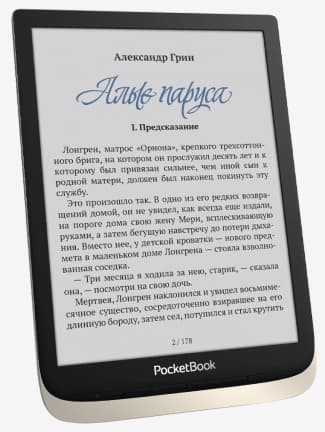 Александр Грин
Алые паруса
I. Предсказание
Лонгрен, матрос «Ориона», крепкого трехсоттон-
ного брига, на котором он прослужил десять лет и к
которому был привязан сильнее, чем иной сын к
родной матери, должен был наконец покинуть эту
службу.
Это произошло так. В одно из его редких возвра-
щений домой, он не увидел, как всегда еще издали,
на пороге дома свою жену Мери, всплескивающую
руками, а затем бегущую навстречу до потери дыха-
ния. Вместо нее, у детской кроватки — нового пред-
мета в маленьком доме Лонгрена — стояла взволно-
ванная соседка.
— Три месяца я ходила за нею, старик, — сказала
она, — посмотри на свою дочь.
Мертвея, Лонгрен наклонился и увидел восьмиме-
сячное существо, сосредоточенно взиравшее на его
длинную бороду, затем сел, потупился и стал крутить
2 / 178
PocketBook